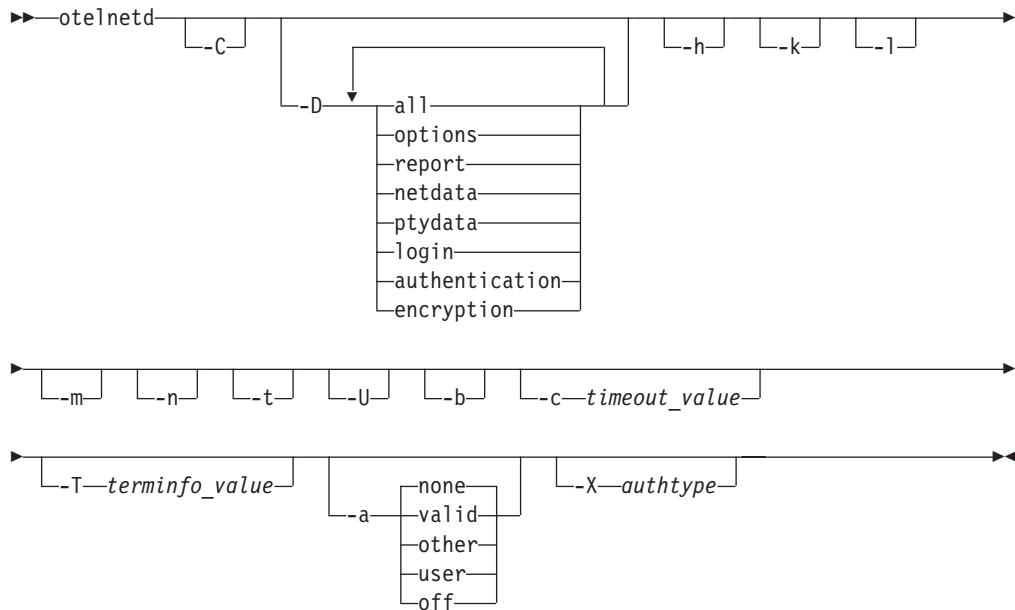 otelnetd -C -D all -h -k -l
options
report
netdata
ptydata
login
authentication
encryption
-m -n -t -U -b -c timeout_value
-T terminfo_value -a none -X authtype
valid
other
user
off